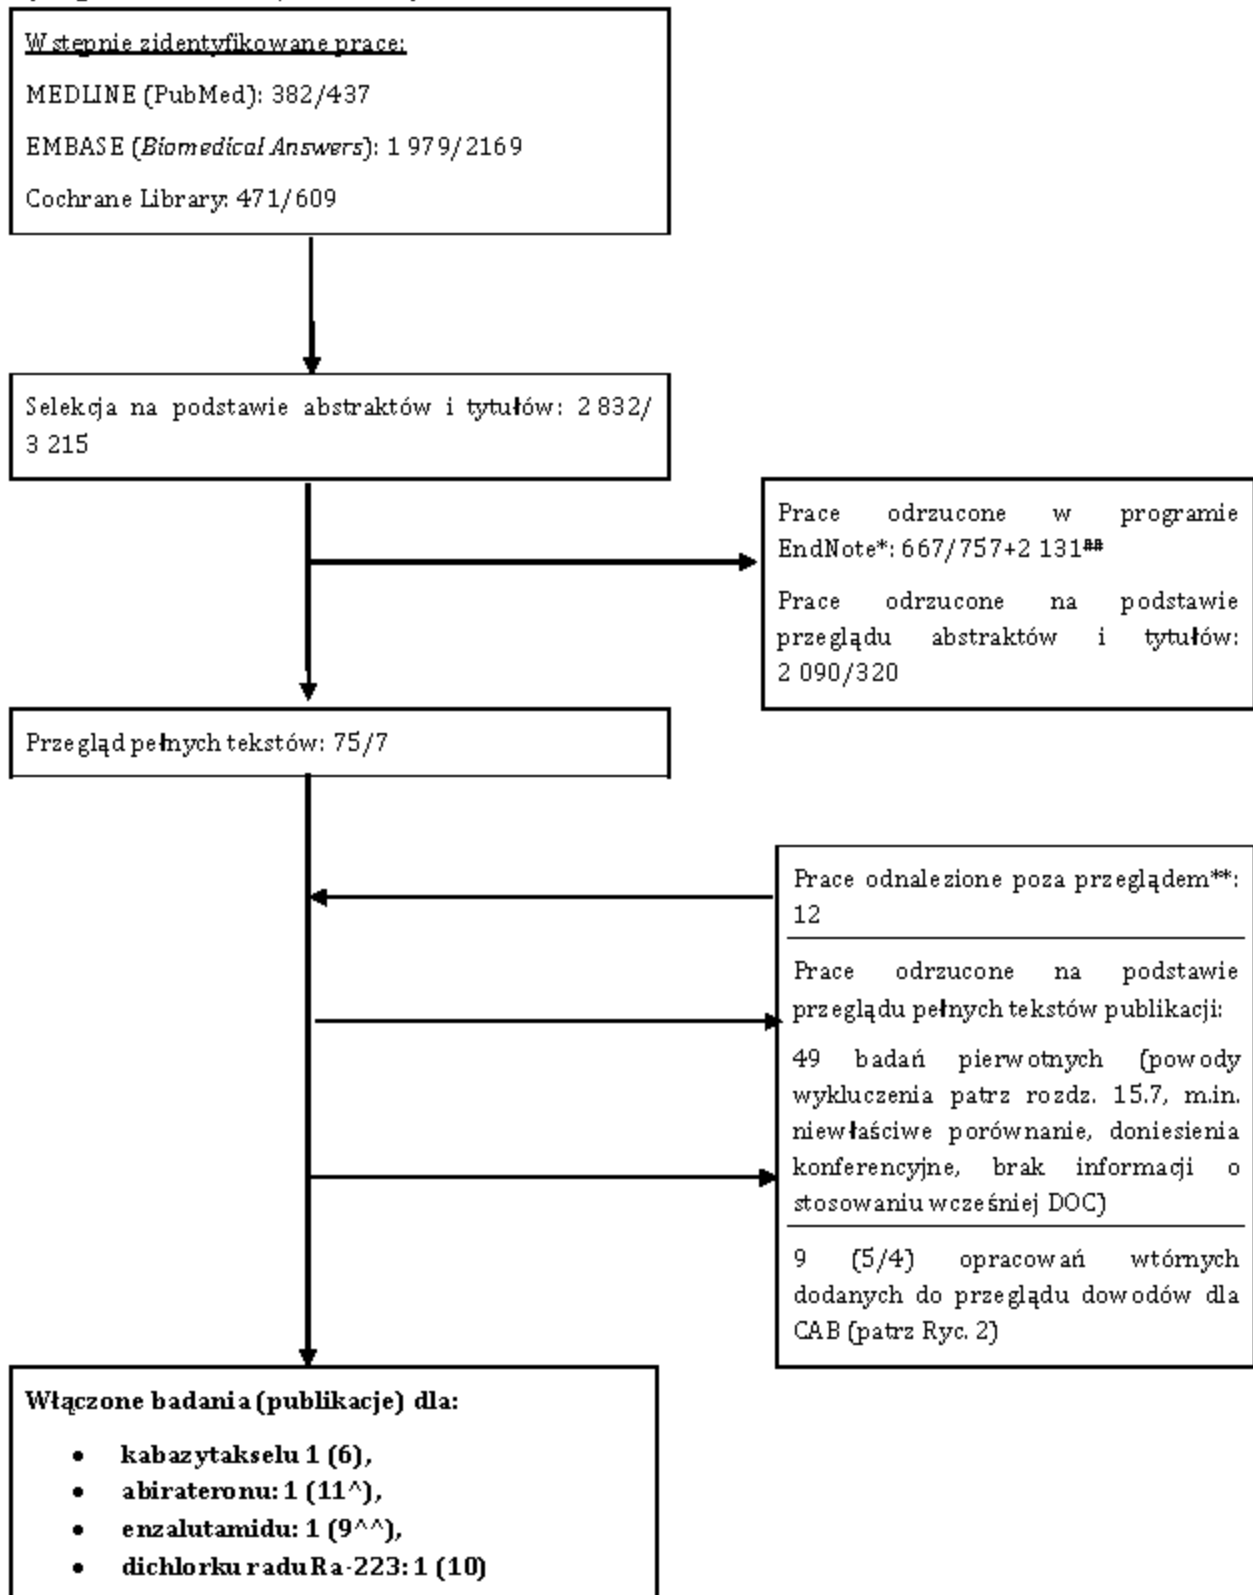 Wstępnie zidentyfikowane prace:
MEDLINE (PubMed): 382/437
EMBASE (Biomedical Answers): 1 979/2169
Cochrane Library: 471/609
Selekcja na podstawie abstraktów i tytułów: 2 832/
3 215
Prace odrzucone w programie
EndNote*: 667/757+2 131##
Prace odrzucone na podstawie
przeglądu abstraktów i tytułów:
2 090/320
Przegląd pełnych tekstów: 75/7
Prace odnalezione poza przeglądem**:
12
Prace odrzucone na podstawie
przeglądu pełnych tekstów publikacji:
49 badań pierwotnych (powody
wykluczenia patrz rozdz. 15.7, m.in.
niewłaściwe porównanie, doniesienia
konferencyjne, brak informacji o
stosowaniu wcześniej DOC)
9 (5/4) opracowań wtórnych
dodanych do przeglądu dowodów dla
CAB (patrz Ryc. 2)
Włączone badania (publikacje) dla:
• kabazytakselu 1 (6),
• abirateronu: 1 (11^),
• enzalutamidu: 1 (9^^),
• dichlorku radu Ra-223: 1 (10)